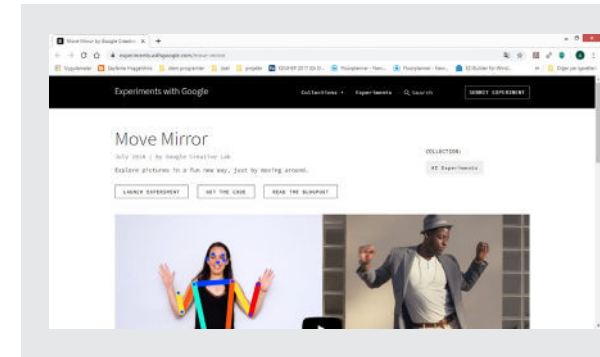 Move Mirror by Google Creative
experiments.withgoogle.com/move-mirror
Uygulamalar
Experiments with Google
Collections
Experiments
Search
SUBMIT EXPERIMENT
Move Mirror
July 2018 | By Google Creative Lab
Explore pictures in a fun new way, just by moving around.
COLLECTION:
AI Experiments
LAUNCH EXPERIMENT
GET THE CODE
READ THE BLOGPOST